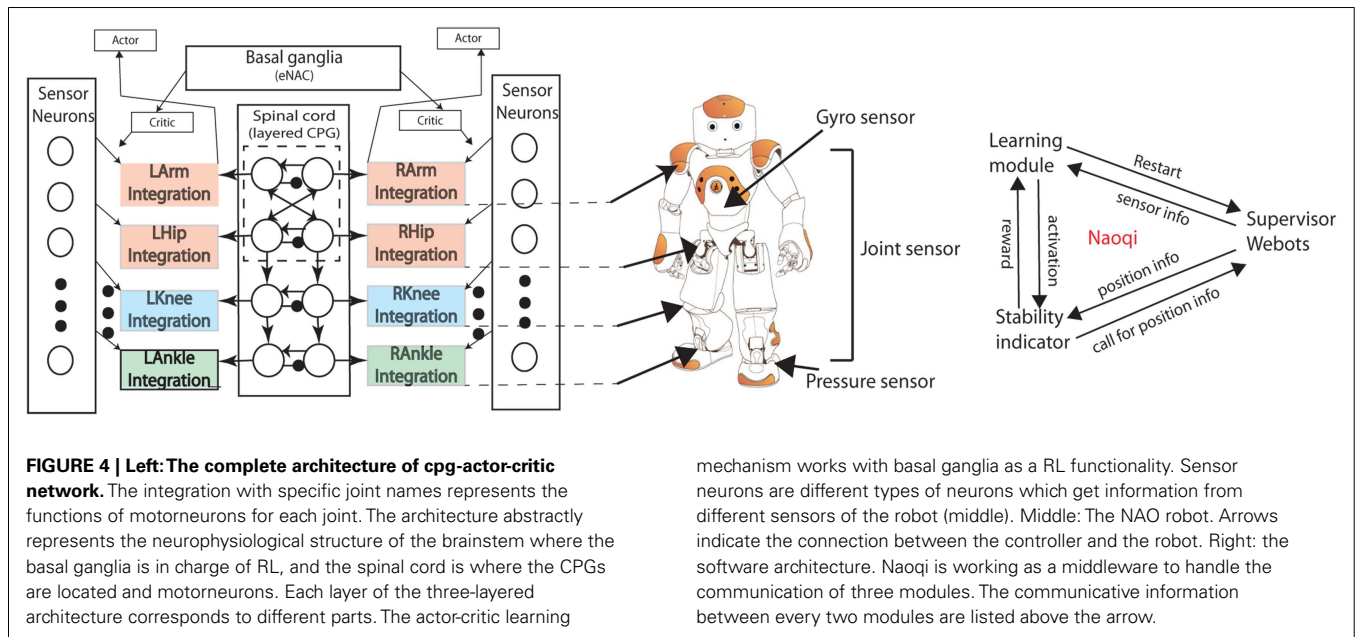 Actor
Actor
Basal ganglia
(eNAC)
Sensor
Neurons
Sensor
Neurons
Critic
Critic
Spinal cord
(layered CPG)
LArm
Integration
RArm
Integration
LHip
Integration
RHip
Integration
LKnee
Integration
RKnee
Integration
LAnkle
Integration
RAnkle
Integration
Gyro sensor
Joint sensor
Pressure sensor
Learning
module
Restart
sensor info
Supervisor
Webots
Naoqi
reward
activation
position info
call for position info
Stability
indicator
FIGURE 4 | Left: The complete architecture of cpg-actor-critic
network. The integration with specific joint names represents the
functions of motorneurons for each joint. The architecture abstractly
represents the neurophysiological structure of the brainstem where the
basal ganglia is in charge of RL, and the spinal cord is where the CPGs
are located and motorneurons. Each layer of the three-layered
architecture corresponds to different parts. The actor-critic learning
mechanism works with basal ganglia as a RL functionality. Sensor
neurons are different types of neurons which get information from
different sensors of the robot (middle). Middle: The NAO robot. Arrows
indicate the connection between the controller and the robot. Right: the
software architecture. Naoqi is working as a middleware to handle the
communication of three modules. The communicative information
between every two modules are listed above the arrow.